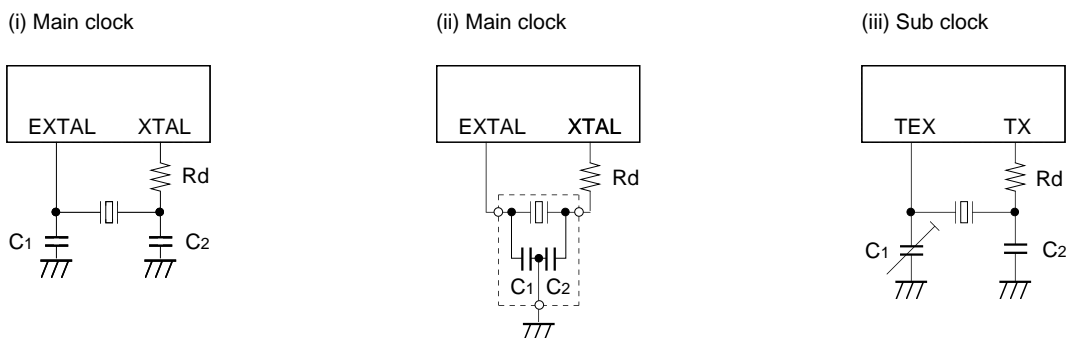 (i) Main clock
EXTAL XTAL
Rd
C1 C2
(ii) Main clock
EXTAL XTAL
Rd
C1 C2
(iii) Sub clock
TEX TX
Rd
C1 C2